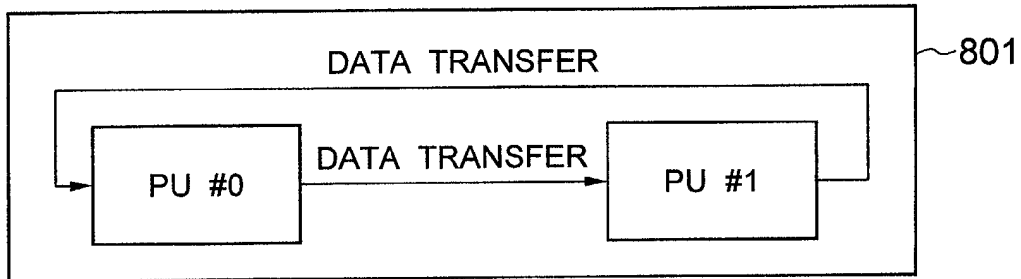 DATA TRANSFER
801
DATA TRANSFER
PU #0
PU #1